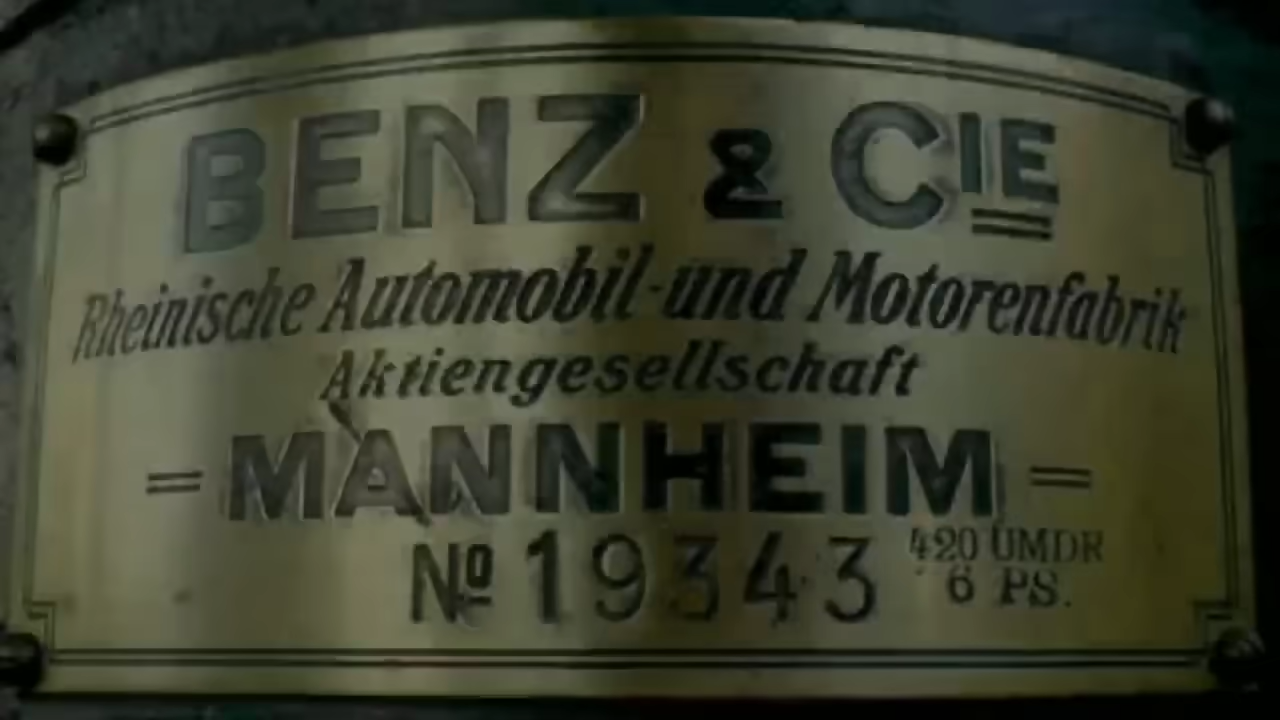 BENZ & CIE
Rheinische Automobil-und Motorenfabrik
Aktiengesellschaft
= MANNHEIM =
Nº 19343 420 UMDR
6 PS.